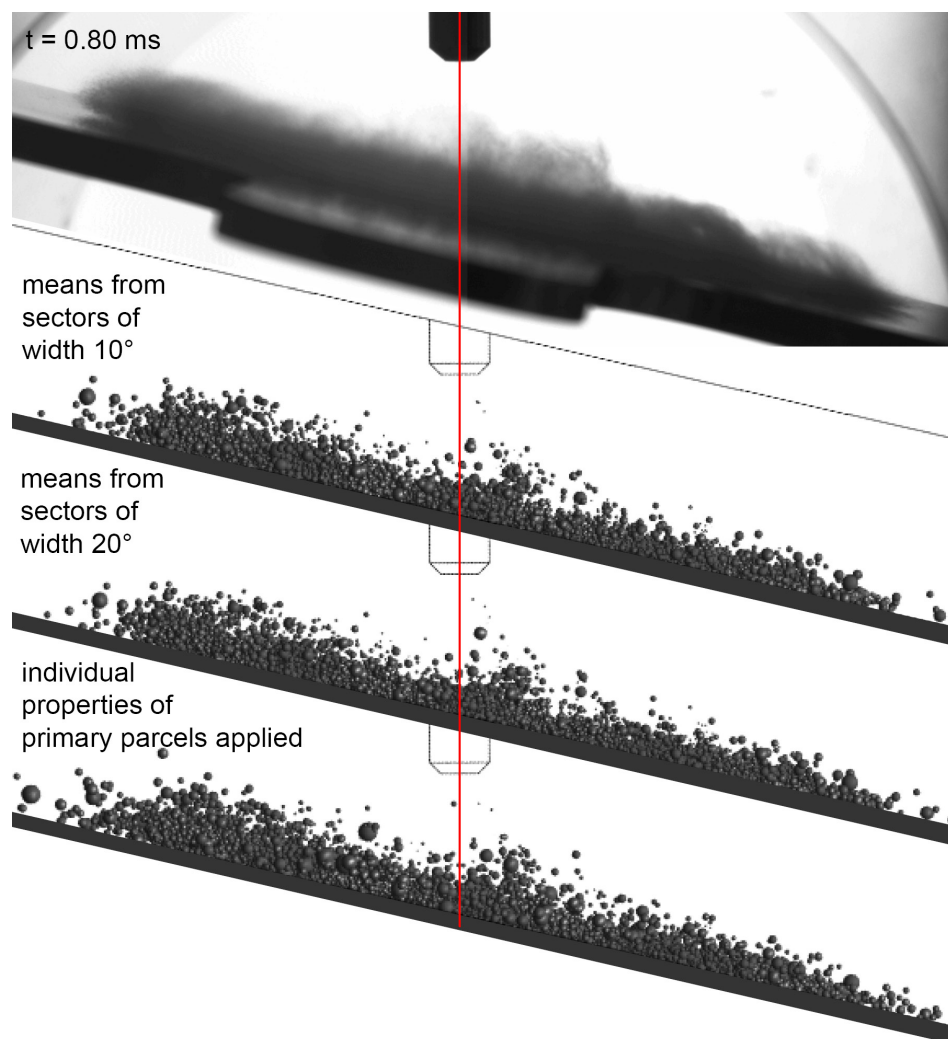 t = 0.80 ms
means from
sectors of
width 10°
means from
sectors of
width 20°
individual
properties of
primary parcels applied